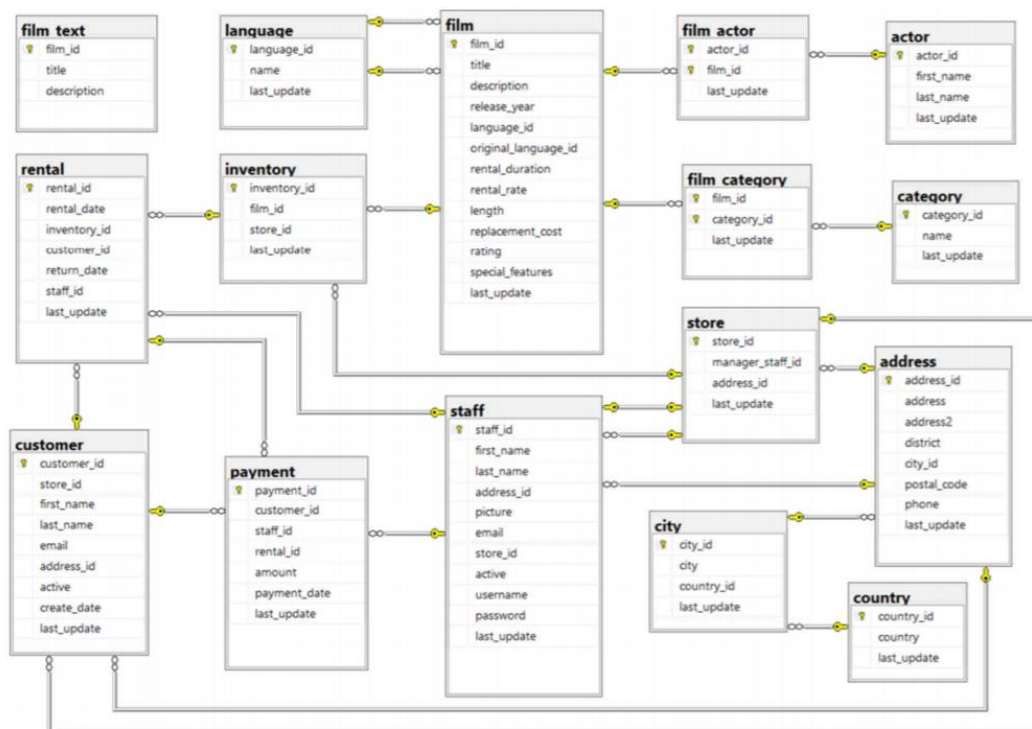 film_text
film_id
title
description
language
language_id
name
last_update
film
film_id
title
description
release_year
language_id
original_language_id
rental_duration
rental_rate
length
replacement_cost
rating
special_features
last_update
film_actor
actor_id
film_id
last_update
actor
actor_id
first_name
last_name
last_update
rental
rental_id
rental_date
inventory_id
customer_id
return_date
staff_id
last_update
inventory
inventory_id
film_id
store_id
last_update
film_category
film_id
category_id
last_update
category
category_id
name
last_update
store
store_id
manager_staff_id
address_id
last_update
address
address_id
address
address2
district
city_id
postal_code
phone
last_update
customer
customer_id
store_id
first_name
last_name
email
address_id
active
create_date
last_update
payment
payment_id
customer_id
staff_id
rental_id
amount
payment_date
last_update
staff
staff_id
first_name
last_name
address_id
picture
email
store_id
active
username
password
last_update
city
city_id
city
country_id
last_update
country
country_id
country
last_update